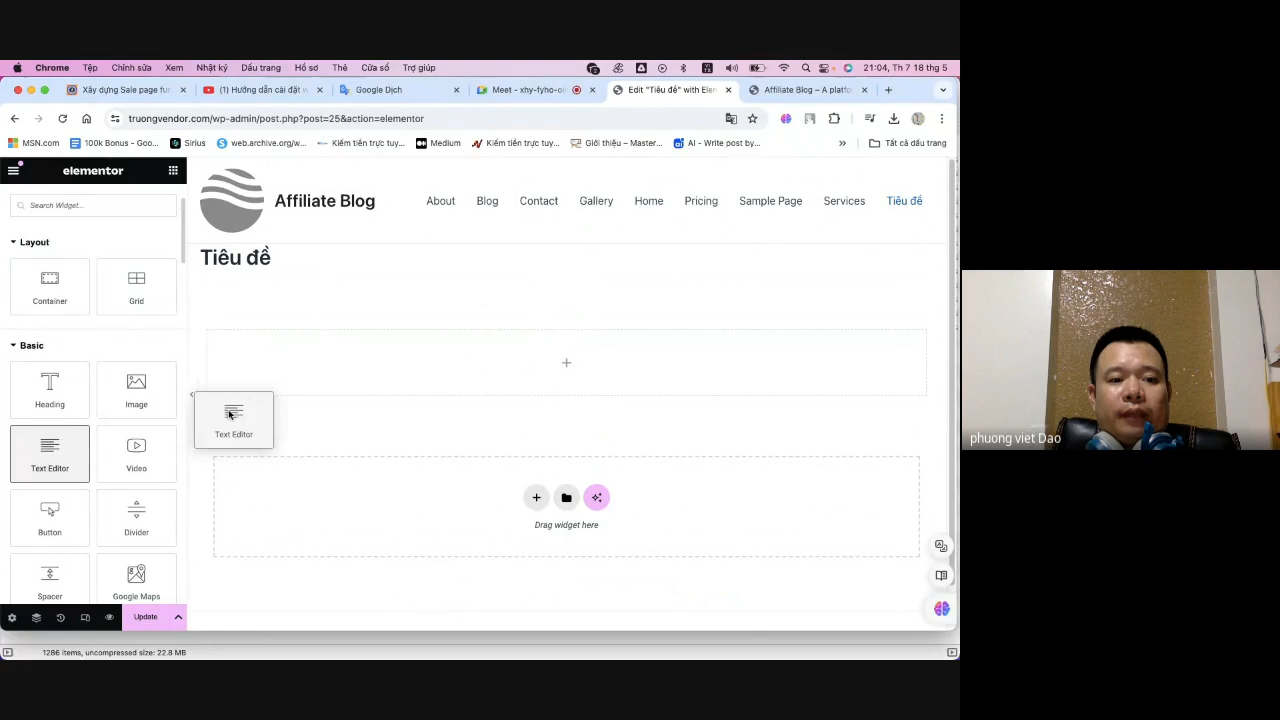 Chrome Tệp Chỉnh sửa Xem Nhật ký Dấu trang Hồ sơ Thẻ Cửa sổ Trợ giúp 21:04, Th 7 18 thg 5
Xây dựng Sale page fun (1) Hướng dẫn cài đặt w Google Dịch Meet - xhy-fyho- Edit "Tiêu đề" with Elem Affiliate Blog – A platfo
truongvendor.com/wp-admin/post.php?post=25&action=elementor
MSN.com 100k Bonus - Goo... Sirius web.archive.org/w... Kiếm tiền trực tuy... Medium Kiếm tiền trực tuy... Giới thiệu – Master... AI - Write post by... Tất cả dấu trang
elementor
Search Widget...
Layout
Container Grid
Basic
Heading Image
Text Editor Video
Button Divider
Spacer Google Maps
Update
Affiliate Blog About Blog Contact Gallery Home Pricing Sample Page Services Tiêu đề
Tiêu đề
Text Editor
Drag widget here
1286 items, uncompressed size: 22.8 MB
phuong viet Dao